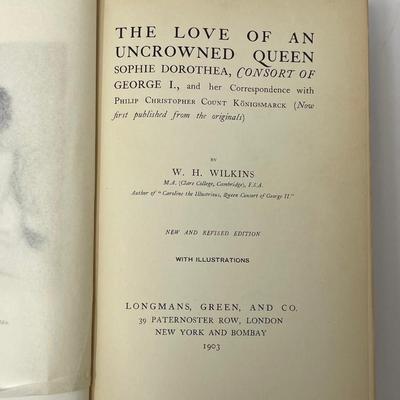 THE LOVE OF AN
UNCROWNED QUEEN
SOPHIE DOROTHEA, CONSORT OF
GEORGE I., and her Correspondence with
PHILIP CHRISTOPHER COUNT KÖNIGSMARCK (Now
first published from the originals)
BY
W. H. WILKINS
M.A. (Clare College, Cambridge), F.S.A.
Author of "Caroline the Illustrious, Queen Consort of George II."
NEW AND REVISED EDITION
WITH ILLUSTRATIONS
LONGMANS, GREEN, AND CO.
39 PATERNOSTER ROW, LONDON
NEW YORK AND BOMBAY
1903